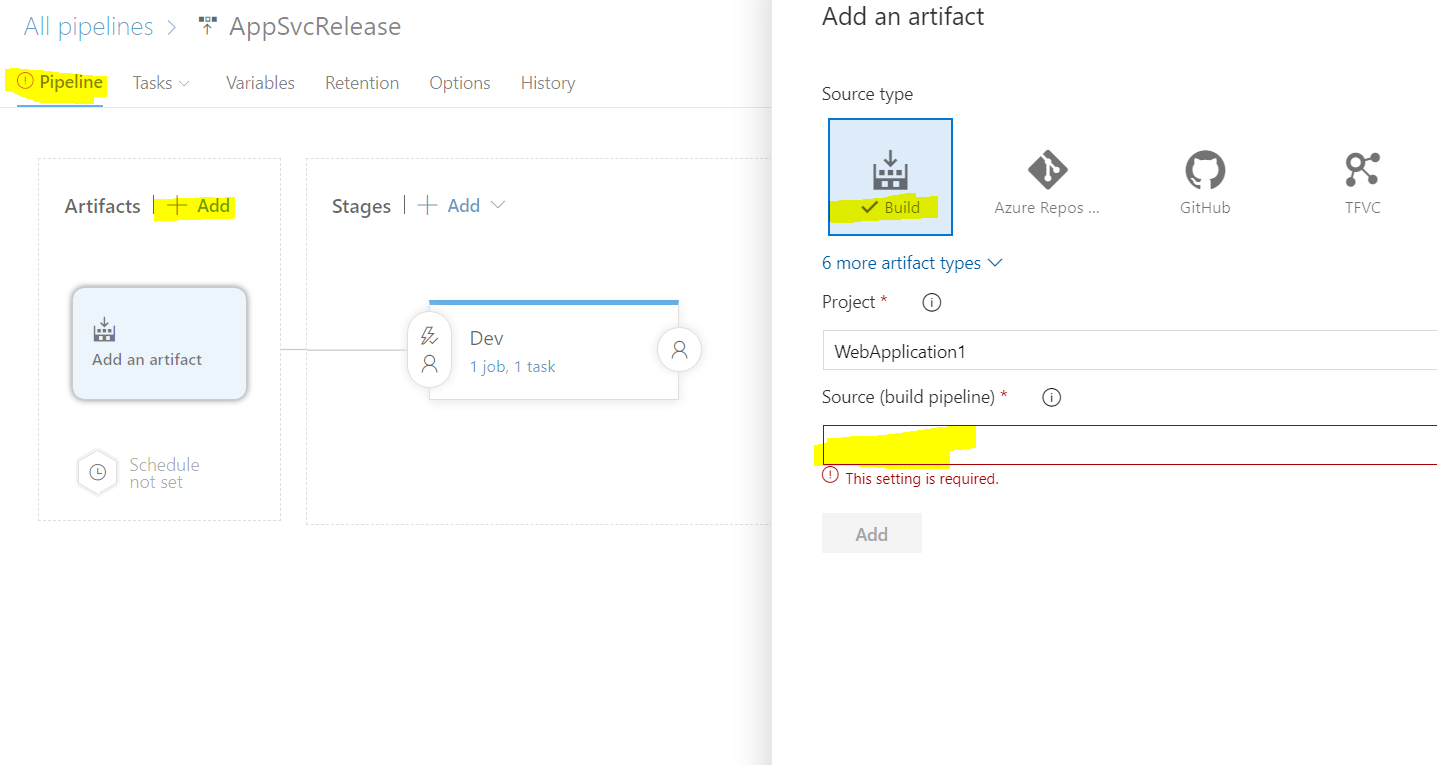 All pipelines > AppSvcRelease
Pipeline Tasks Variables Retention Options History
Artifacts | + Add
Add an artifact
Schedule
not set
Stages | + Add
Dev
1 job, 1 task
Add an artifact
Source type
Build
Azure Repos ...
GitHub
TFVC
6 more artifact types
Project *
WebApplication1
Source (build pipeline) *
This setting is required.
Add